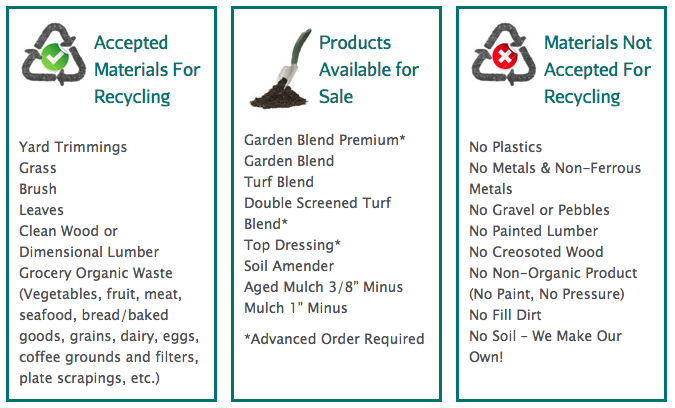 Accepted
Materials For
Recycling
Yard Trimmings
Grass
Brush
Leaves
Clean Wood or
Dimensional Lumber
Grocery Organic Waste
(Vegetables, fruit, meat,
seafood, bread/baked
goods, grains, dairy, eggs,
coffee grounds and filters,
plate scrapings, etc.)
Products
Available for
Sale
Garden Blend Premium*
Garden Blend
Turf Blend
Double Screened Turf
Blend*
Top Dressing*
Soil Amender
Aged Mulch 3/8” Minus
Mulch 1” Minus
*Advanced Order Required
Materials Not
Accepted For
Recycling
No Plastics
No Metals & Non-Ferrous
Metals
No Gravel or Pebbles
No Painted Lumber
No Creosoted Wood
No Non-Organic Product
(No Paint, No Pressure)
No Fill Dirt
No Soil – We Make Our
Own!